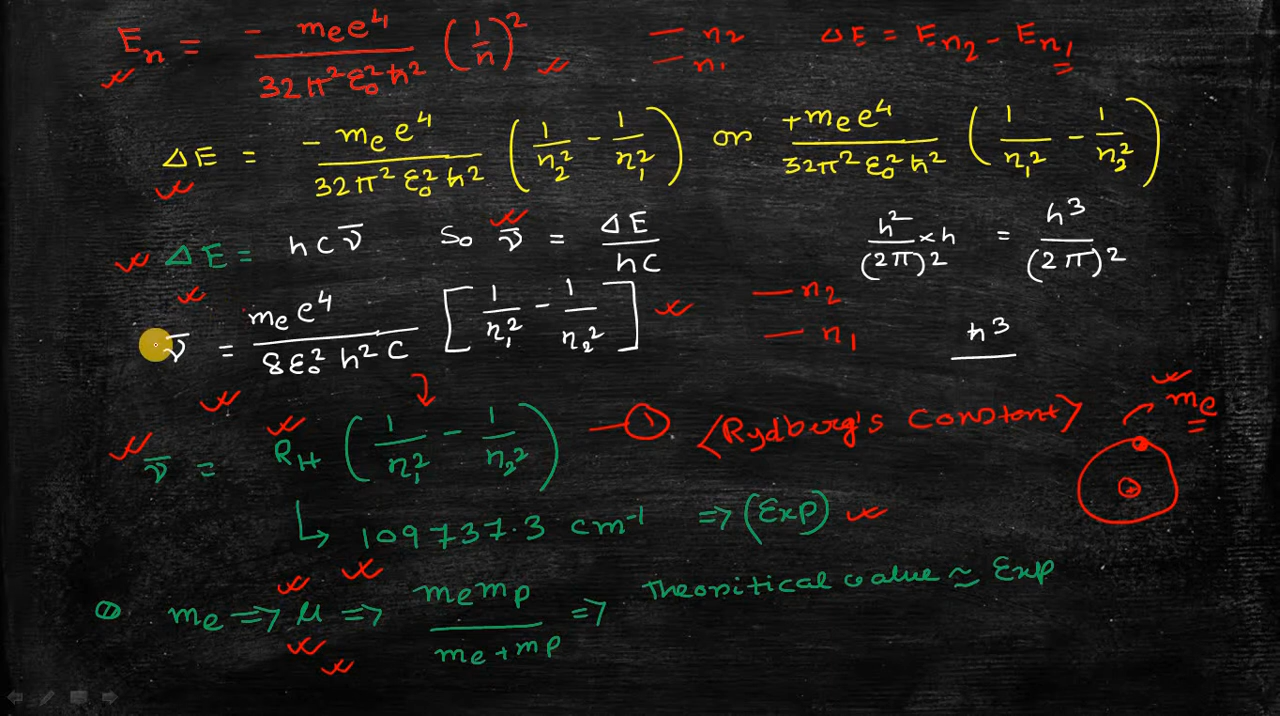 En = - mee⁴ / 32π²ε₀²ħ² (1/n)² — n2 — n1 ΔE = En2 - En1
ΔE = - mee⁴ / 32π²ε₀²ħ² (1/n2² - 1/n1²) or + mee⁴ / 32π²ε₀²ħ² (1/n1² - 1/n2²)
ΔE = hcν̄ So ν̄ = ΔE / hc h²/(2π)² × h = h³/(2π)²
ν̄ = mee⁴ / 8ε₀²h²c [1/n1² - 1/n2²] — n2 — n1 ħ³
ν̄ = RH (1/n1² - 1/n2²) — ① <Rydberg's Constant> me
↳ 109737.3 cm⁻¹ ⇒ (Exp)
me ⇒ μ ⇒ memp / me+mp ⇒ Theoritical value ≈ Exp